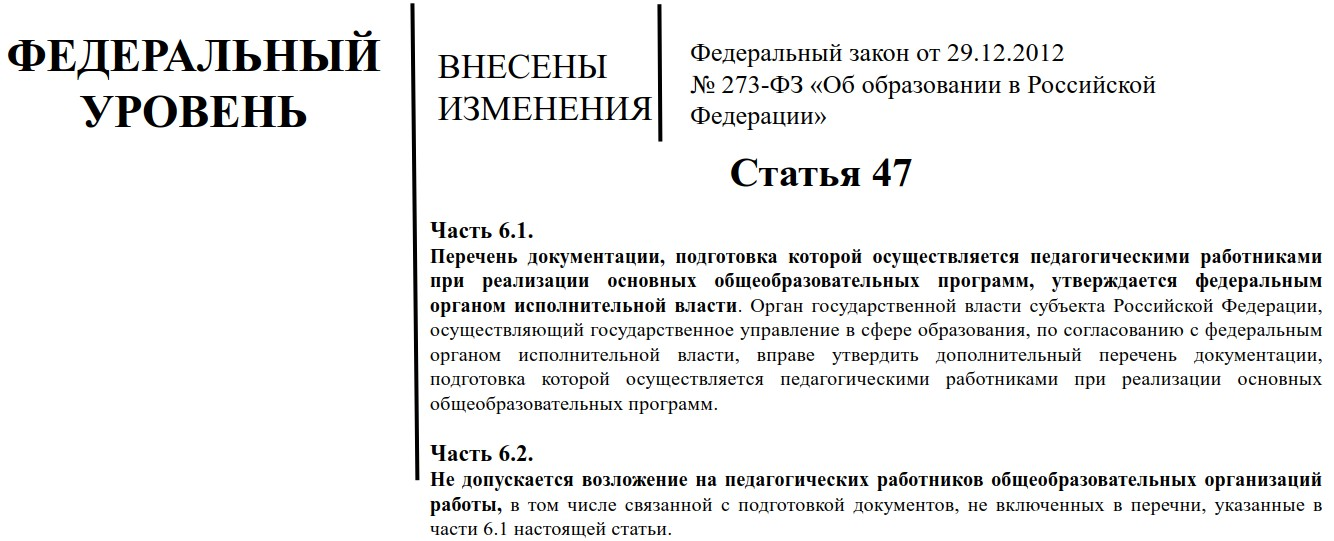 ФЕДЕРАЛЬНЫЙ
УРОВЕНЬ
ВНЕСЕНЫ
ИЗМЕНЕНИЯ
Федеральный закон от 29.12.2012
№ 273-ФЗ «Об образовании в Российской
Федерации»
Статья 47
Часть 6.1.
Перечень документации, подготовка которой осуществляется педагогическими работниками
при реализации основных общеобразовательных программ, утверждается федеральным
органом исполнительной власти. Орган государственной власти субъекта Российской Федерации,
осуществляющий государственное управление в сфере образования, по согласованию с федеральным
органом исполнительной власти, вправе утвердить дополнительный перечень документации,
подготовка которой осуществляется педагогическими работниками при реализации основных
общеобразовательных программ.
Часть 6.2.
Не допускается возложение на педагогических работников общеобразовательных организаций
работы, в том числе связанной с подготовкой документов, не включенных в перечни, указанные в
части 6.1 настоящей статьи.